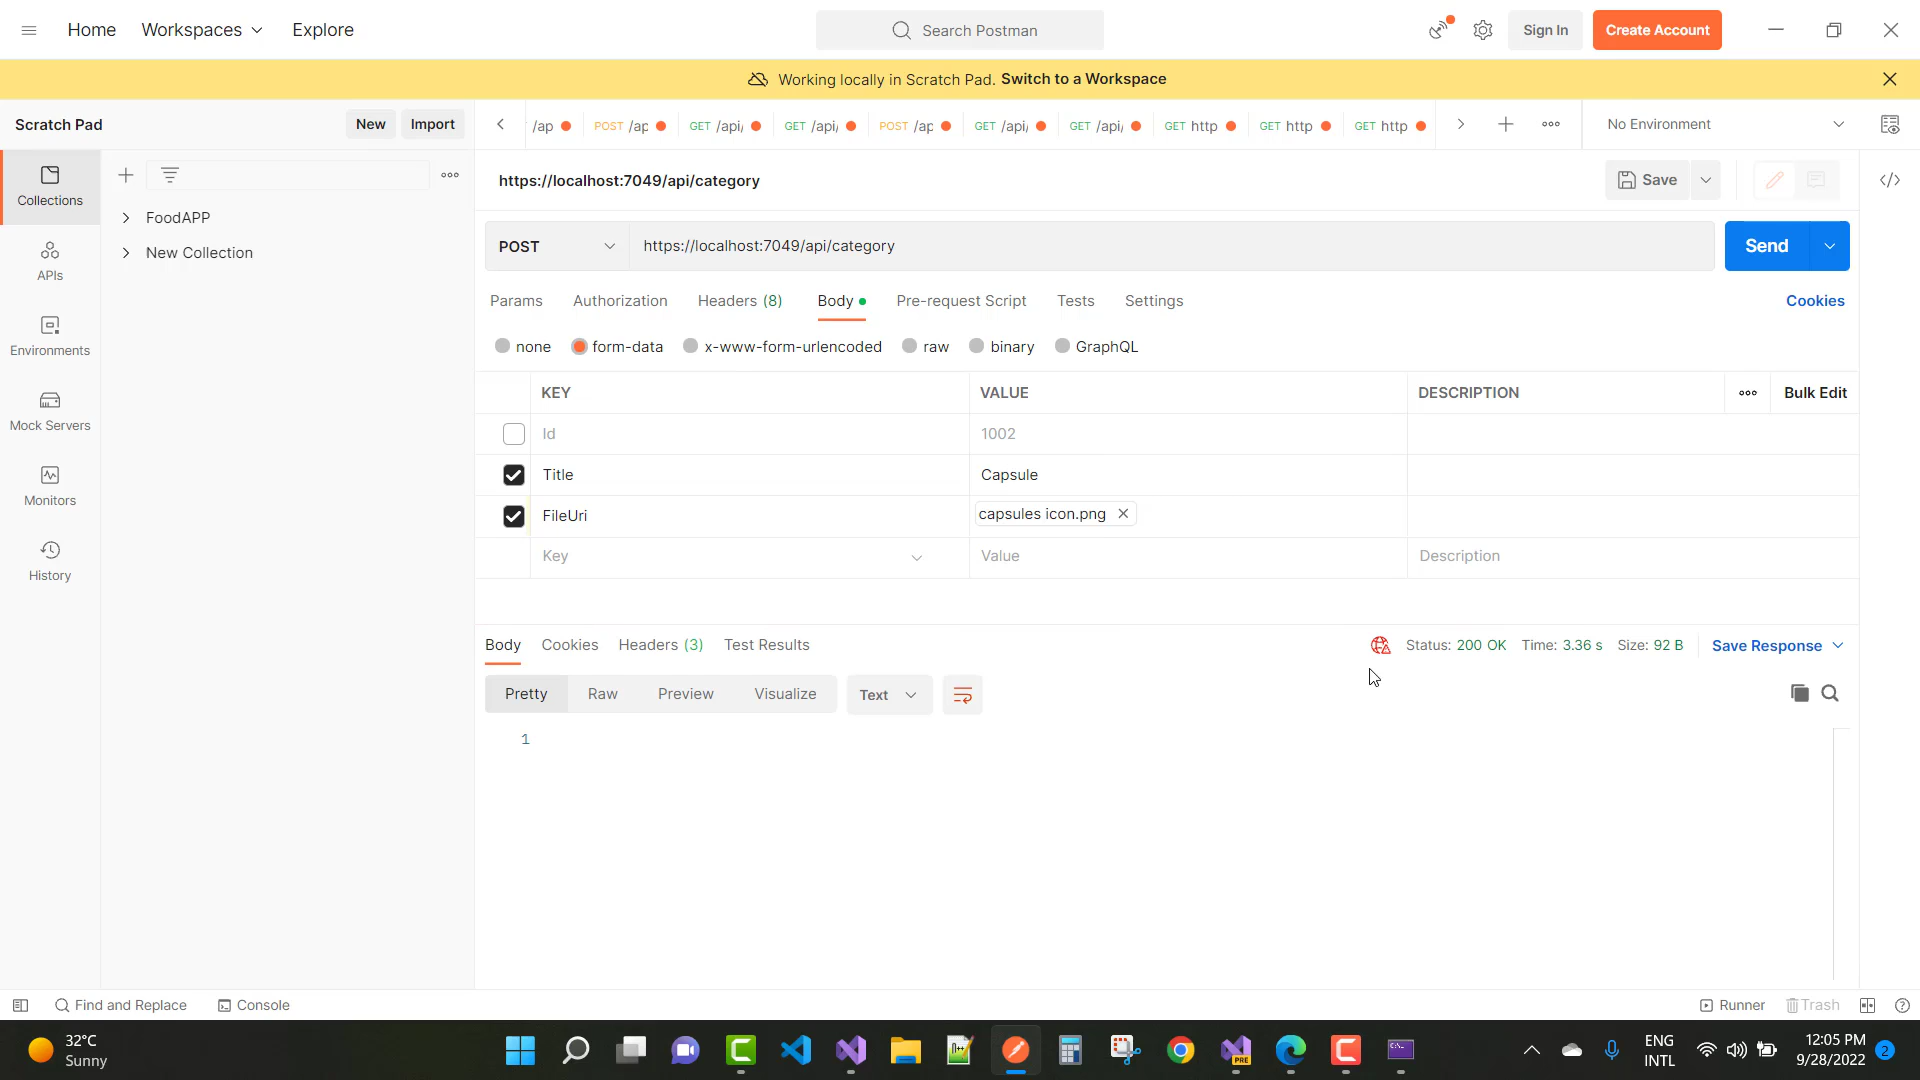 Home Workspaces Explore Search Postman Sign In Create Account
Working locally in Scratch Pad. Switch to a Workspace
Scratch Pad New Import /ap POST /ap GET /api/ GET /api/ POST /ap GET /api/ GET /api/ GET http GET http GET http No Environment
Collections
APIs
Environments
Mock Servers
Monitors
History
FoodAPP
New Collection
https://localhost:7049/api/category Save
POST https://localhost:7049/api/category Send
Params Authorization Headers (8) Body Pre-request Script Tests Settings Cookies
none form-data x-www-form-urlencoded raw binary GraphQL
KEY VALUE DESCRIPTION Bulk Edit
Id 1002
Title Capsule
FileUri capsules icon.png
Key Value Description
Body Cookies Headers (3) Test Results Status: 200 OK Time: 3.36 s Size: 92 B Save Response
Pretty Raw Preview Visualize Text
1
Find and Replace Console Runner Trash
32°C
Sunny
PRE
ENG
INTL
12:05 PM
9/28/2022
2